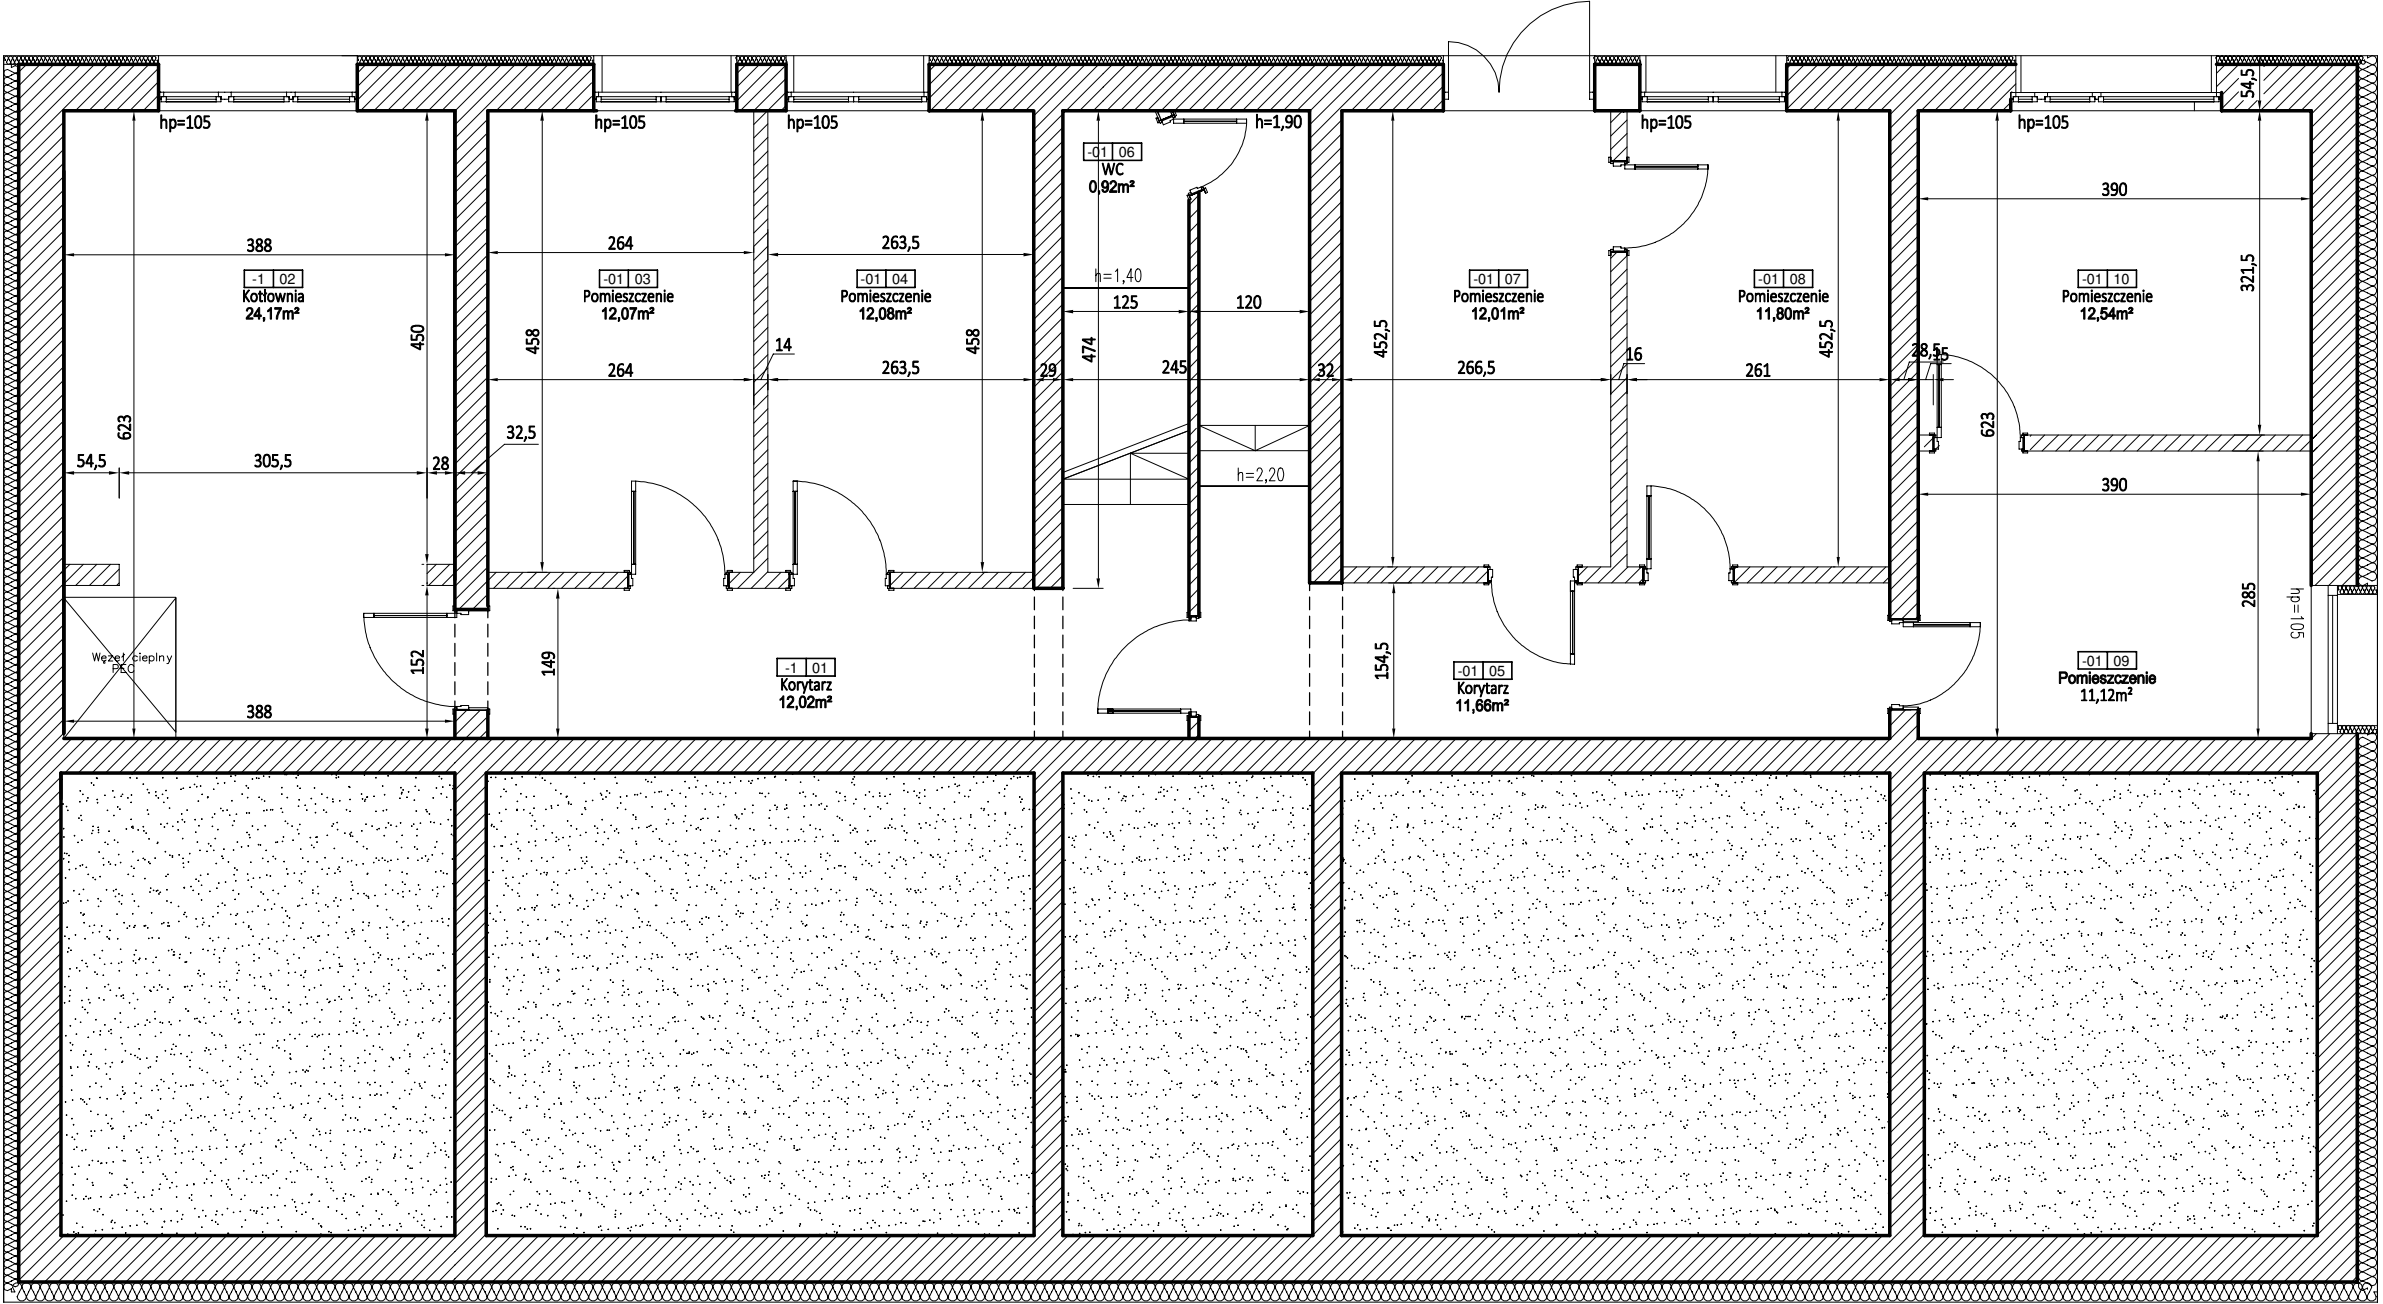 54,5
hp=105
hp=105
hp=105
h=1,90
hp=105
hp=105
-01 06
WC
0,92m²
390
388
264
263,5
-1 02
Kotłownia
24,17m²
-01 03
Pomieszczenie
12,07m²
-01 04
Pomieszczenie
12,08m²
h=1,40
125
120
-01 07
Pomieszczenie
12,01m²
-01 08
Pomieszczenie
11,80m²
-01 10
Pomieszczenie
12,54m²
321,5
450
458
14
458
474
452,5
16
452,5
28,5
15
264
263,5
29
245
32
266,5
261
623
32,5
623
54,5
305,5
28
h=2,20
390
285
hp=105
Węzeł cieplny
PEC
152
149
-1 01
Korytarz
12,02m²
154,5
-01 05
Korytarz
11,66m²
-01 09
Pomieszczenie
11,12m²
388